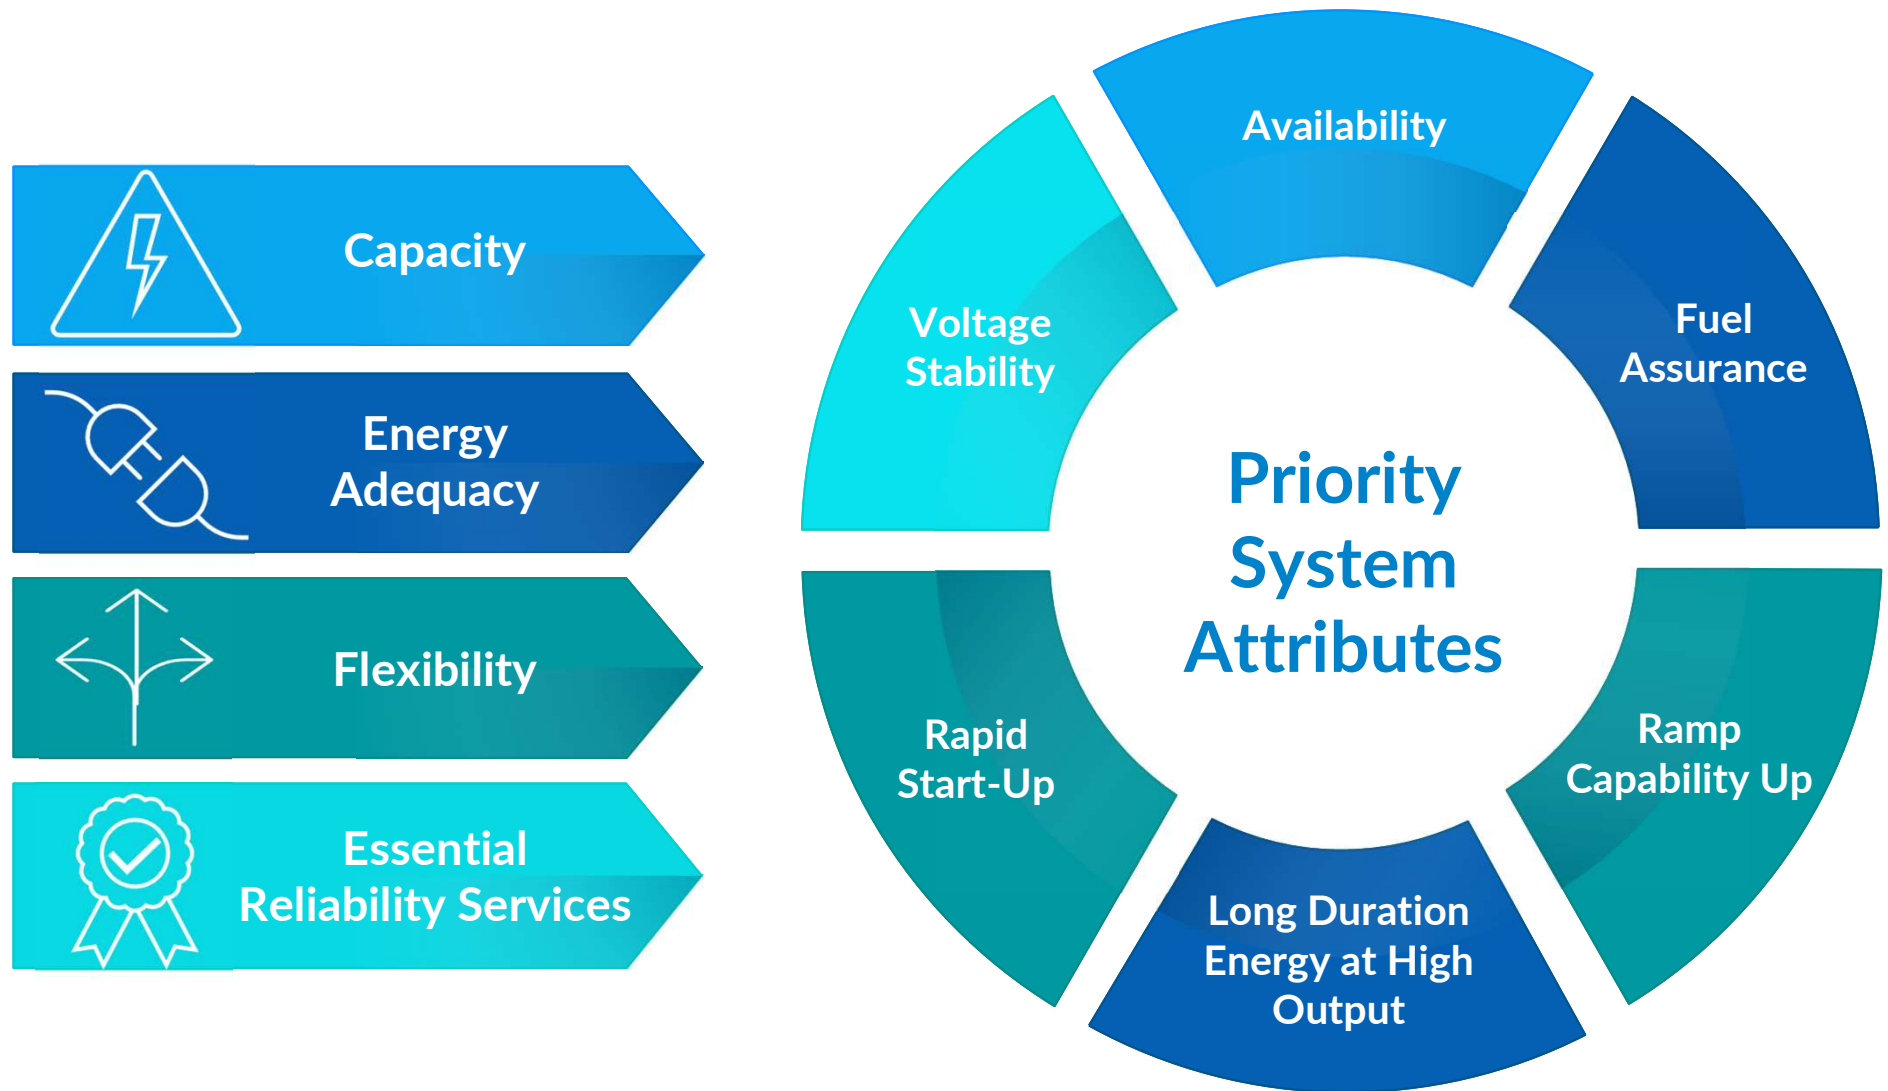 Capacity
Energy
Adequacy
Flexibility
Essential
Reliability Services
Availability
Fuel
Assurance
Ramp
Capability Up
Long Duration
Energy at High
Output
Rapid
Start-Up
Voltage
Stability
Priority
System
Attributes